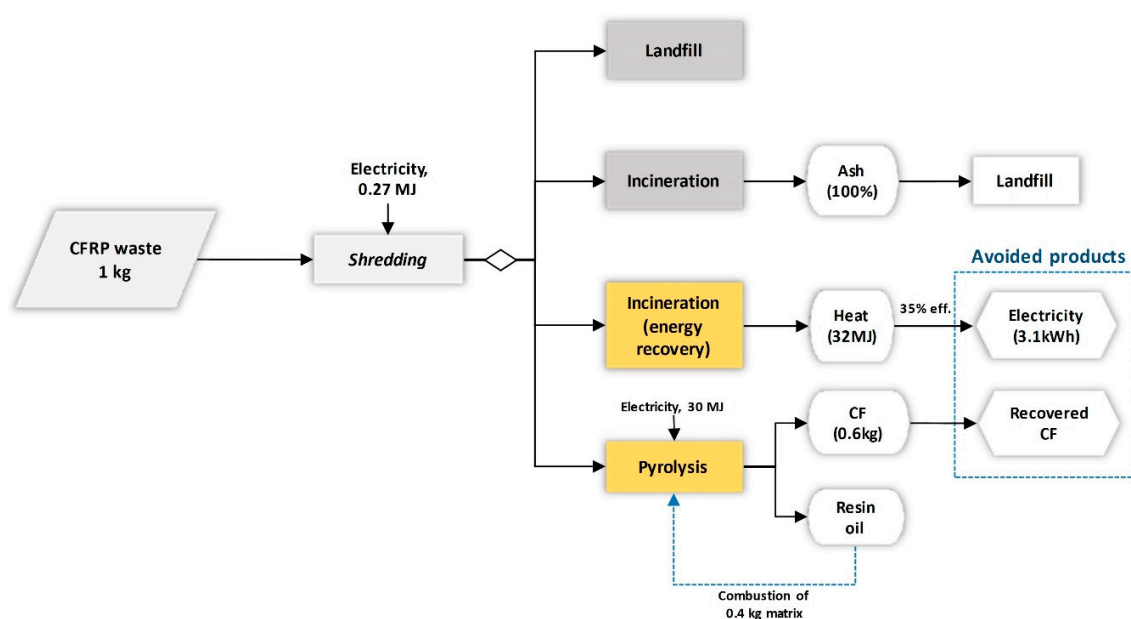 Landfill
Electricity,
0.27 MJ
Incineration
Ash
(100%)
Landfill
CFRP waste
1 kg
Shredding
Avoided products
Incineration
(energy
recovery)
Heat
(32MJ)
35% eff.
Electricity
(3.1kWh)
Electricity, 30 MJ
CF
(0.6kg)
Recovered
CF
Pyrolysis
Resin
oil
Combustion of
0.4 kg matrix